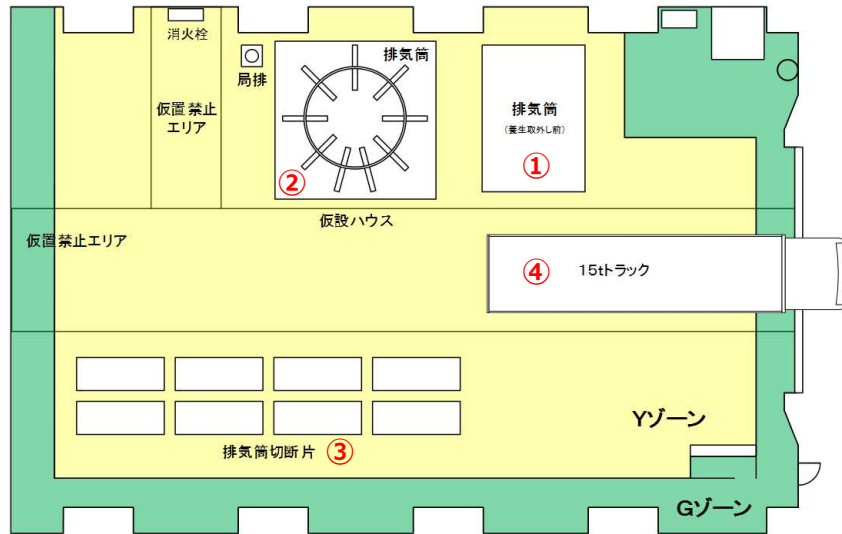 消火栓
局排
排気筒
仮置禁止
エリア
排気筒
(養生取外し前)
①
②
仮設ハウス
仮置禁止エリア
④
15tトラック
Yゾーン
排気筒切断片
③
Gゾーン